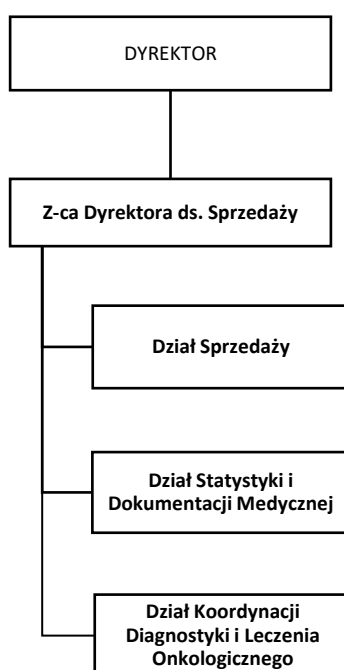 DYREKTOR
Z-ca Dyrektora ds. Sprzedaży
Dział Sprzedaży
Dział Statystyki i
Dokumentacji Medycznej
Dział Koordynacji
Diagnostyki i Leczenia
Onkologicznego